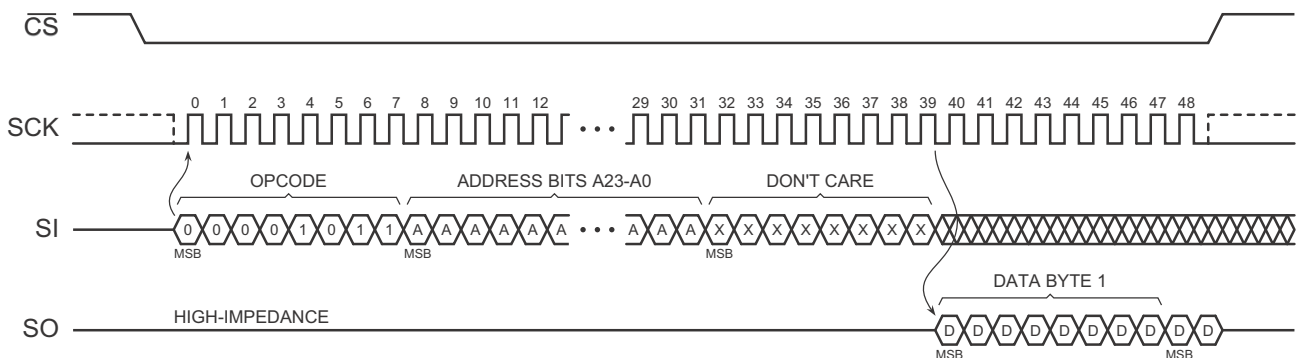 CS
0 1 2 3 4 5 6 7 8 9 10 11 12 29 30 31 32 33 34 35 36 37 38 39 40 41 42 43 44 45 46 47 48
SCK
OPCODE ADDRESS BITS A23-A0 DON'T CARE
SI 0 0 0 0 1 0 1 1 A A A A A A A A A X X X X X X X X
MSB MSB MSB
DATA BYTE 1
HIGH-IMPEDANCE
SO D D D D D D D D D D
MSB MSB